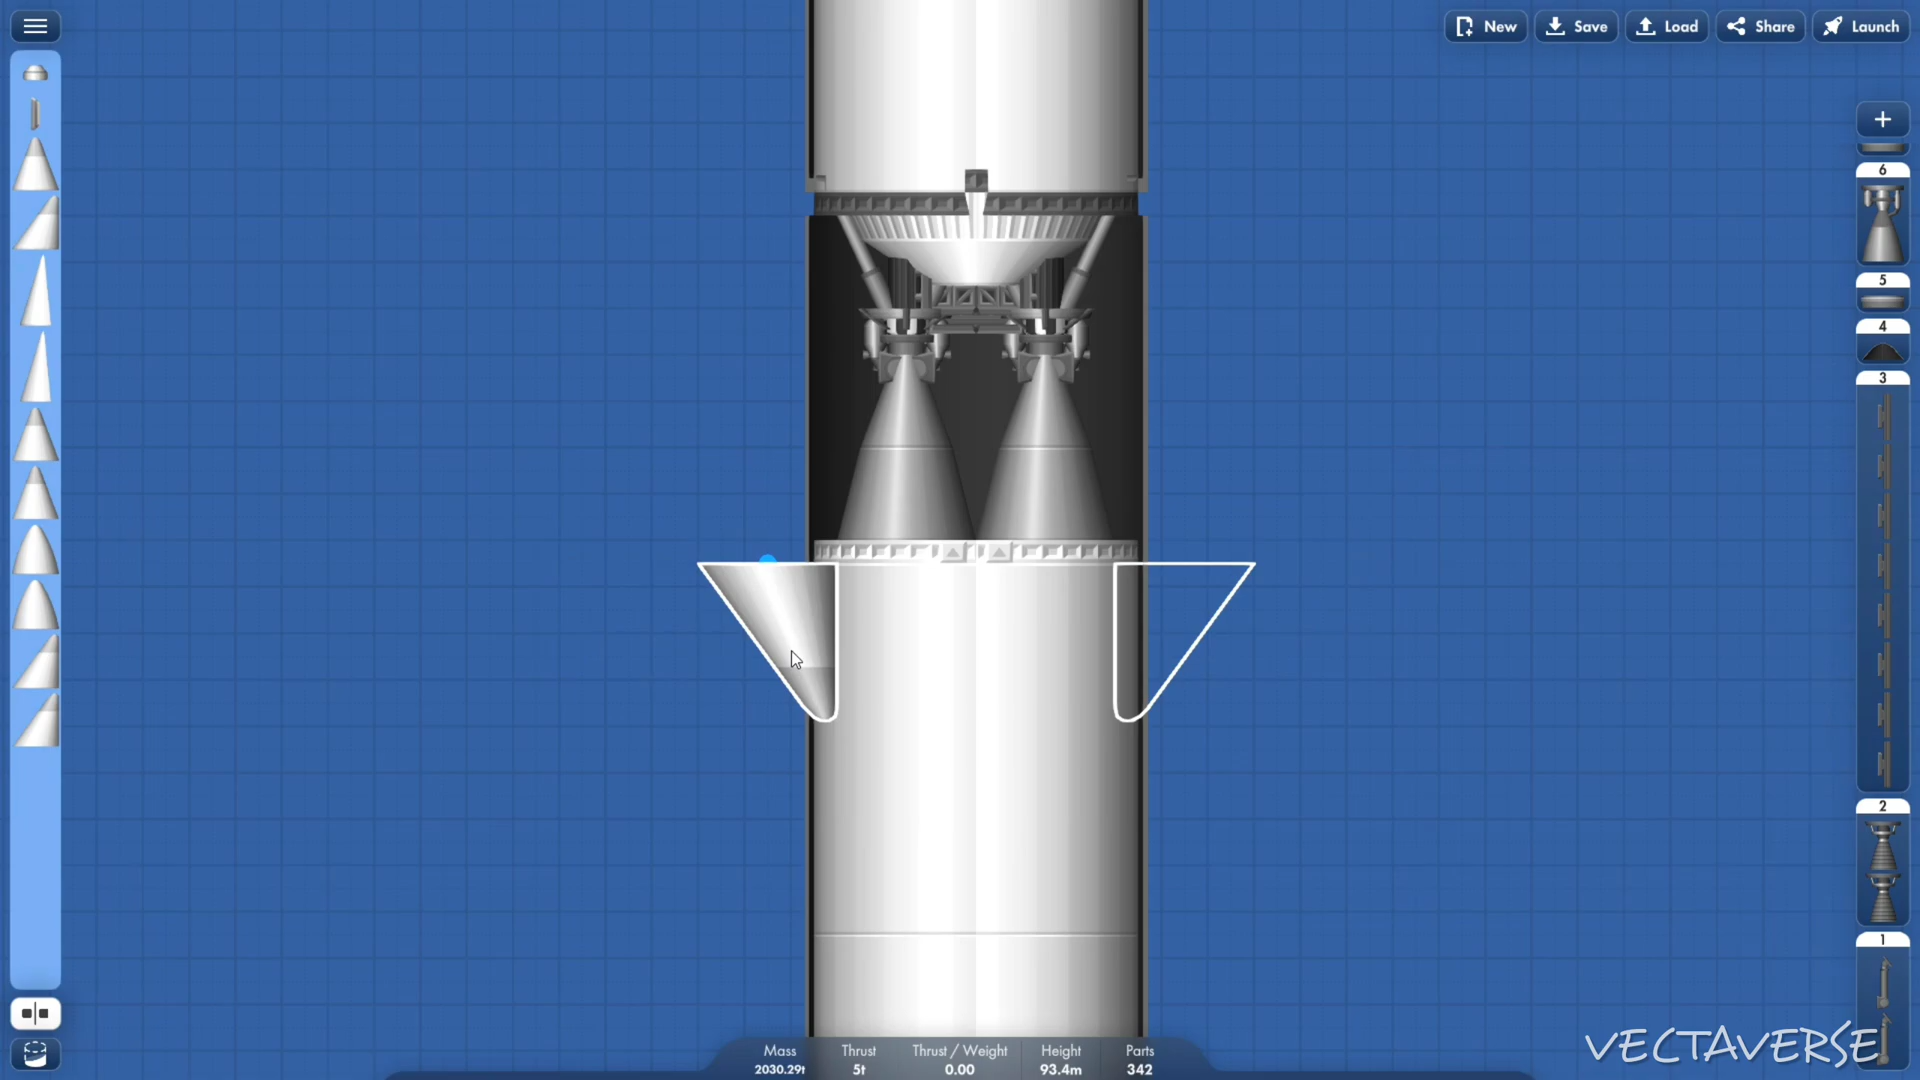 New Save Load Share Launch
6
5
4
3
2
1
Mass Thrust Thrust / Weight Height Parts
2030.29t 5t 0.00 93.4m 342
VECTAVERSE